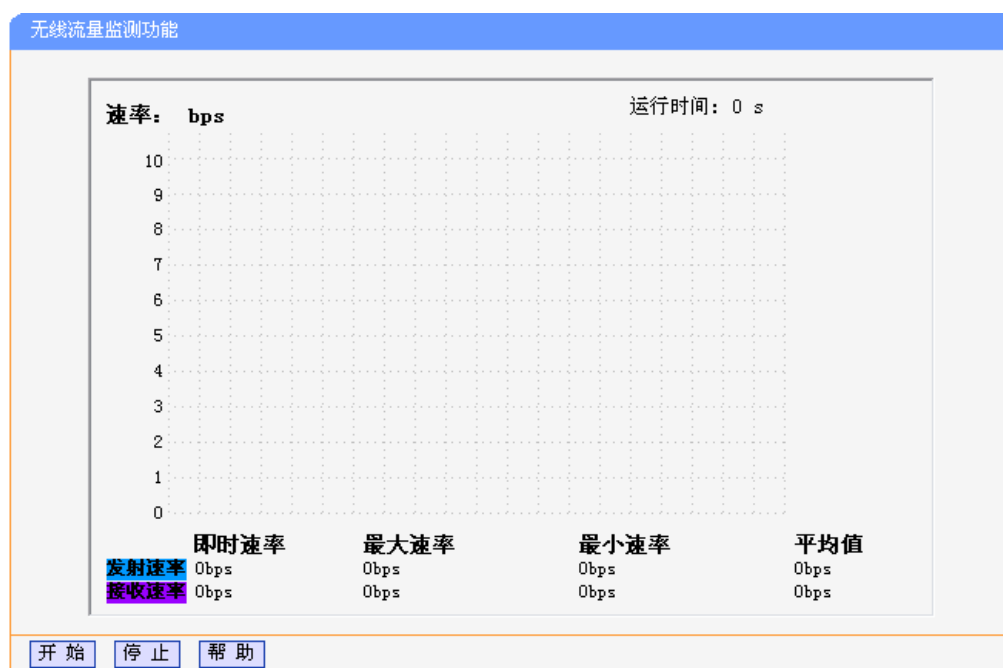 无线流量监测功能
速率： bps 运行时间: 0 s
10
9
8
7
6
5
4
3
2
1
0
即时速率 最大速率 最小速率 平均值
发射速率 0bps 0bps 0bps 0bps
接收速率 0bps 0bps 0bps 0bps
开 始 停 止 帮 助